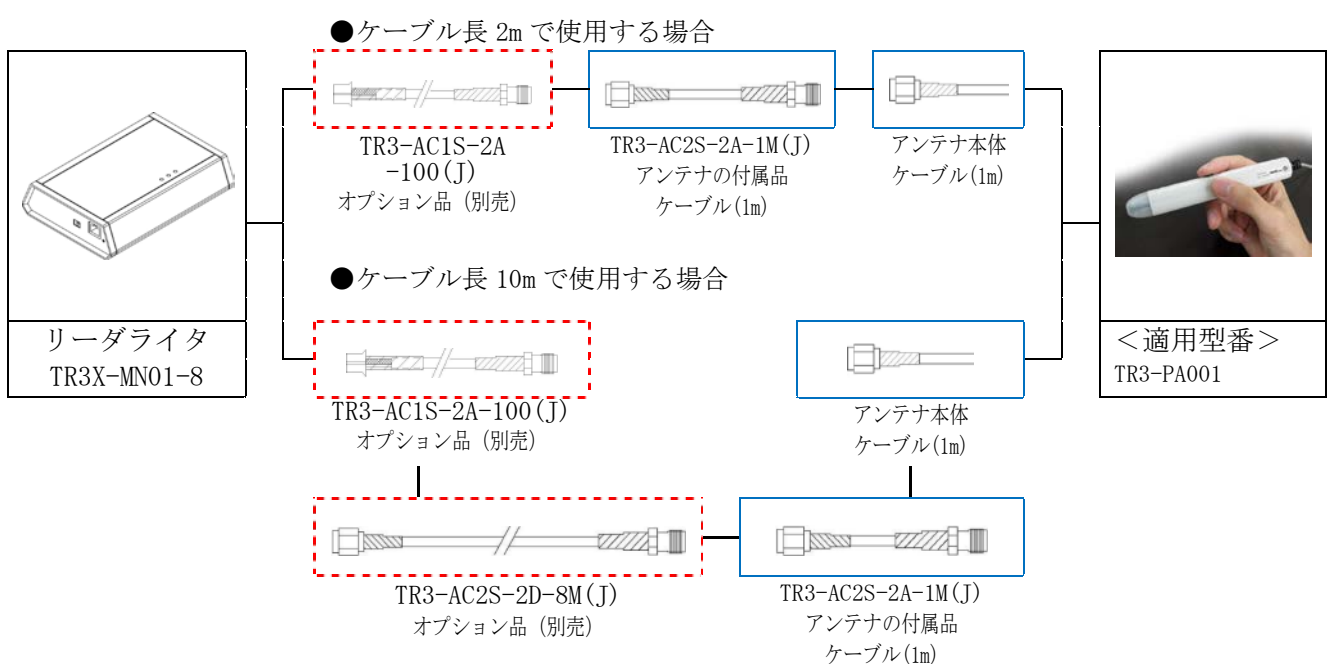 ●ケーブル長 2m で使用する場合
TR3-AC1S-2A
-100(J)
オプション品 (別売)
TR3-AC2S-2A-1M(J)
アンテナの付属品
ケーブル(1m)
アンテナ本体
ケーブル(1m)
●ケーブル長 10m で使用する場合
リーダライタ
TR3X-MN01-8
<適用型番>
TR3-PA001
TR3-AC1S-2A-100(J)
オプション品 (別売)
アンテナ本体
ケーブル(1m)
TR3-AC2S-2D-8M(J)
オプション品 (別売)
TR3-AC2S-2A-1M(J)
アンテナの付属品
ケーブル(1m)